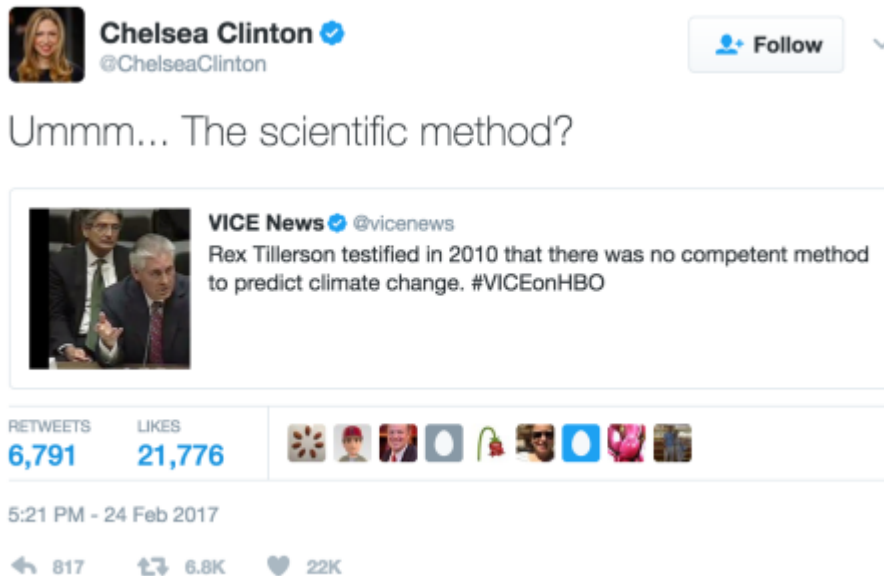 Chelsea Clinton
@ChelseaClinton
Follow
Ummm... The scientific method?
VICE News @vicenews
Rex Tillerson testified in 2010 that there was no competent method
to predict climate change. #VICEonHBO
RETWEETS LIKES
6,791 21,776
5:21 PM - 24 Feb 2017
817 6.8K 22K